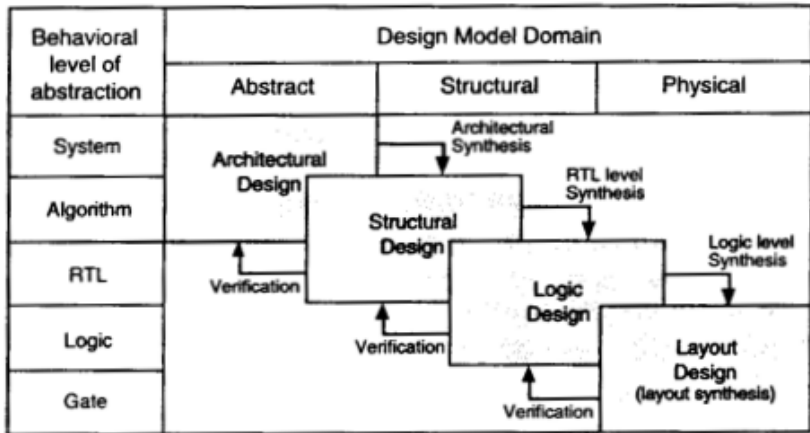 Behavioral
level of
abstraction
Design Model Domain
Abstract
Structural
Physical
System
Algorithm
RTL
Logic
Gate
Architectural
Design
Architectural
Synthesis
Structural
Design
RTL level
Synthesis
Verification
Logic
Design
Logic level
Synthesis
Verification
Layout
Design
(layout synthesis)
Verification